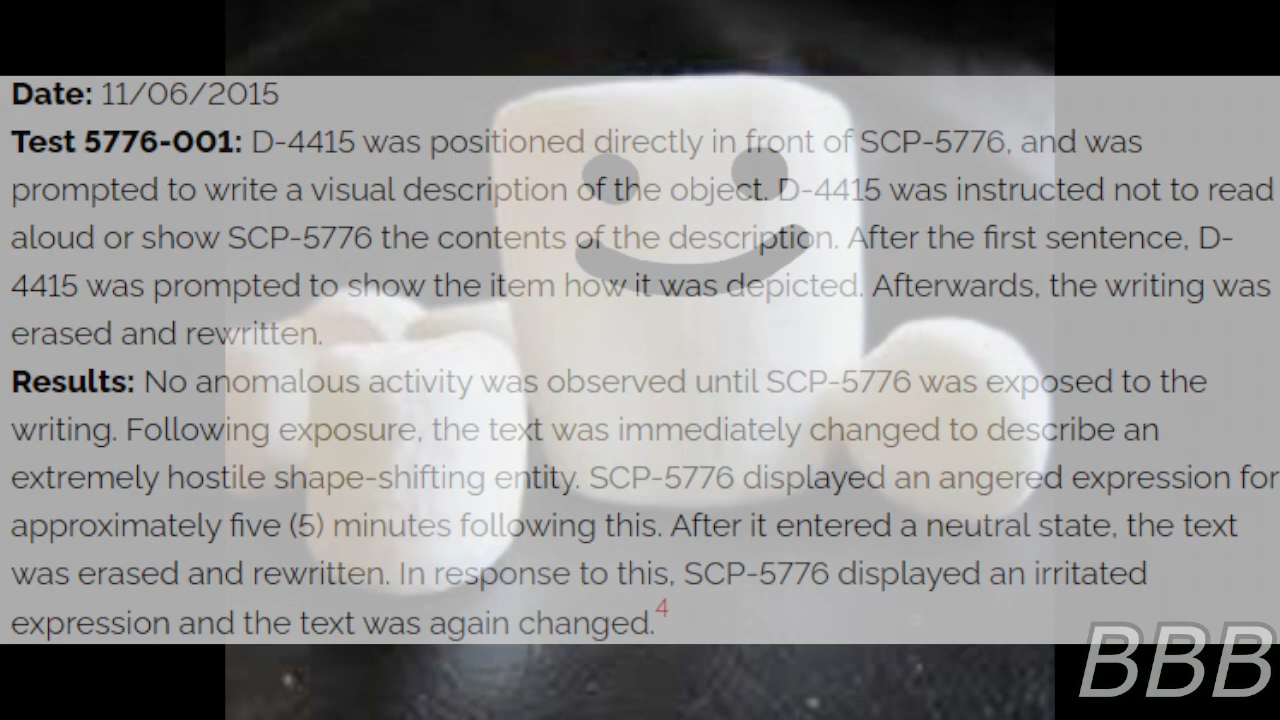 Date: 11/06/2015
Test 5776-001: D-4415 was positioned directly in front of SCP-5776, and was
prompted to write a visual description of the object. D-4415 was instructed not to read
aloud or show SCP-5776 the contents of the description. After the first sentence, D-
4415 was prompted to show the item how it was depicted. Afterwards, the writing was
erased and rewritten.
Results: No anomalous activity was observed until SCP-5776 was exposed to the
writing. Following exposure, the text was immediately changed to describe an
extremely hostile shape-shifting entity. SCP-5776 displayed an angered expression for
approximately five (5) minutes following this. After it entered a neutral state, the text
was erased and rewritten. In response to this, SCP-5776 displayed an irritated
expression and the text was again changed.4
BBB